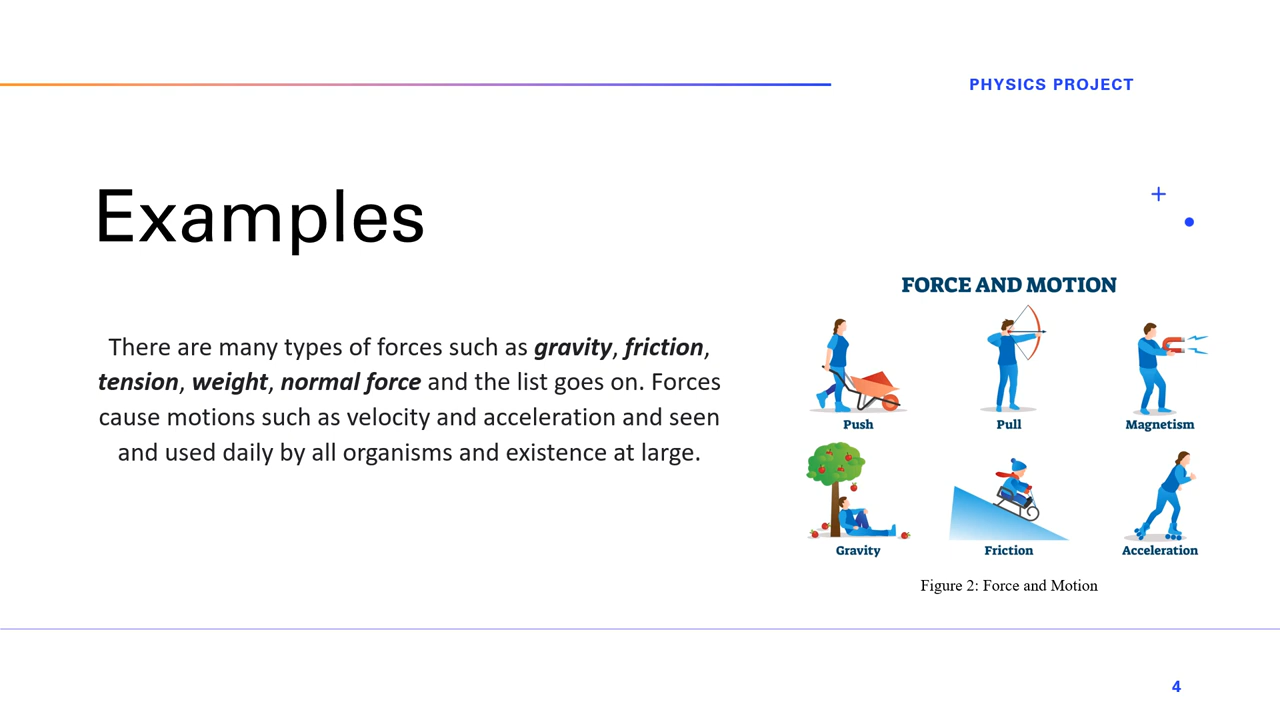 PHYSICS PROJECT
Examples
There are many types of forces such as gravity, friction,
tension, weight, normal force and the list goes on. Forces
cause motions such as velocity and acceleration and seen
and used daily by all organisms and existence at large.
FORCE AND MOTION
Push
Pull
Magnetism
Gravity
Friction
Acceleration
Figure 2: Force and Motion
4